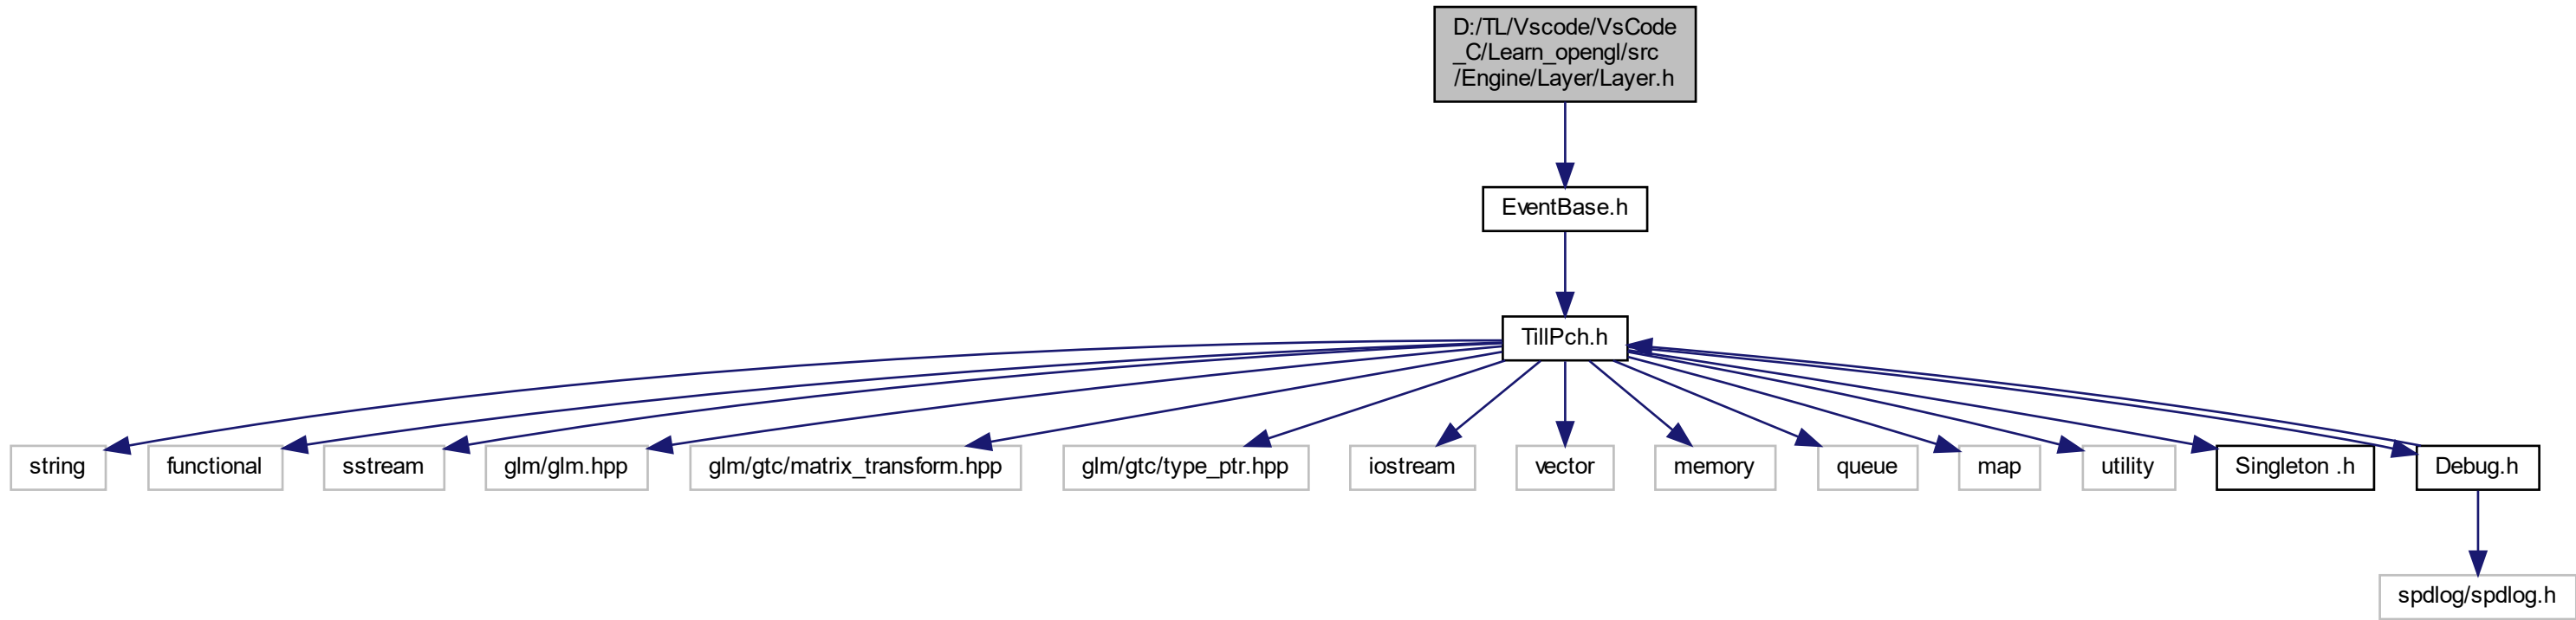 D:/TL/Vscode/VsCode
_C/Learn_opengl/src
/Engine/Layer/Layer.h
EventBase.h
TillPch.h
string
functional
sstream
glm/glm.hpp
glm/gtc/matrix_transform.hpp
glm/gtc/type_ptr.hpp
iostream
vector
memory
queue
map
utility
Singleton .h
Debug.h
spdlog/spdlog.h